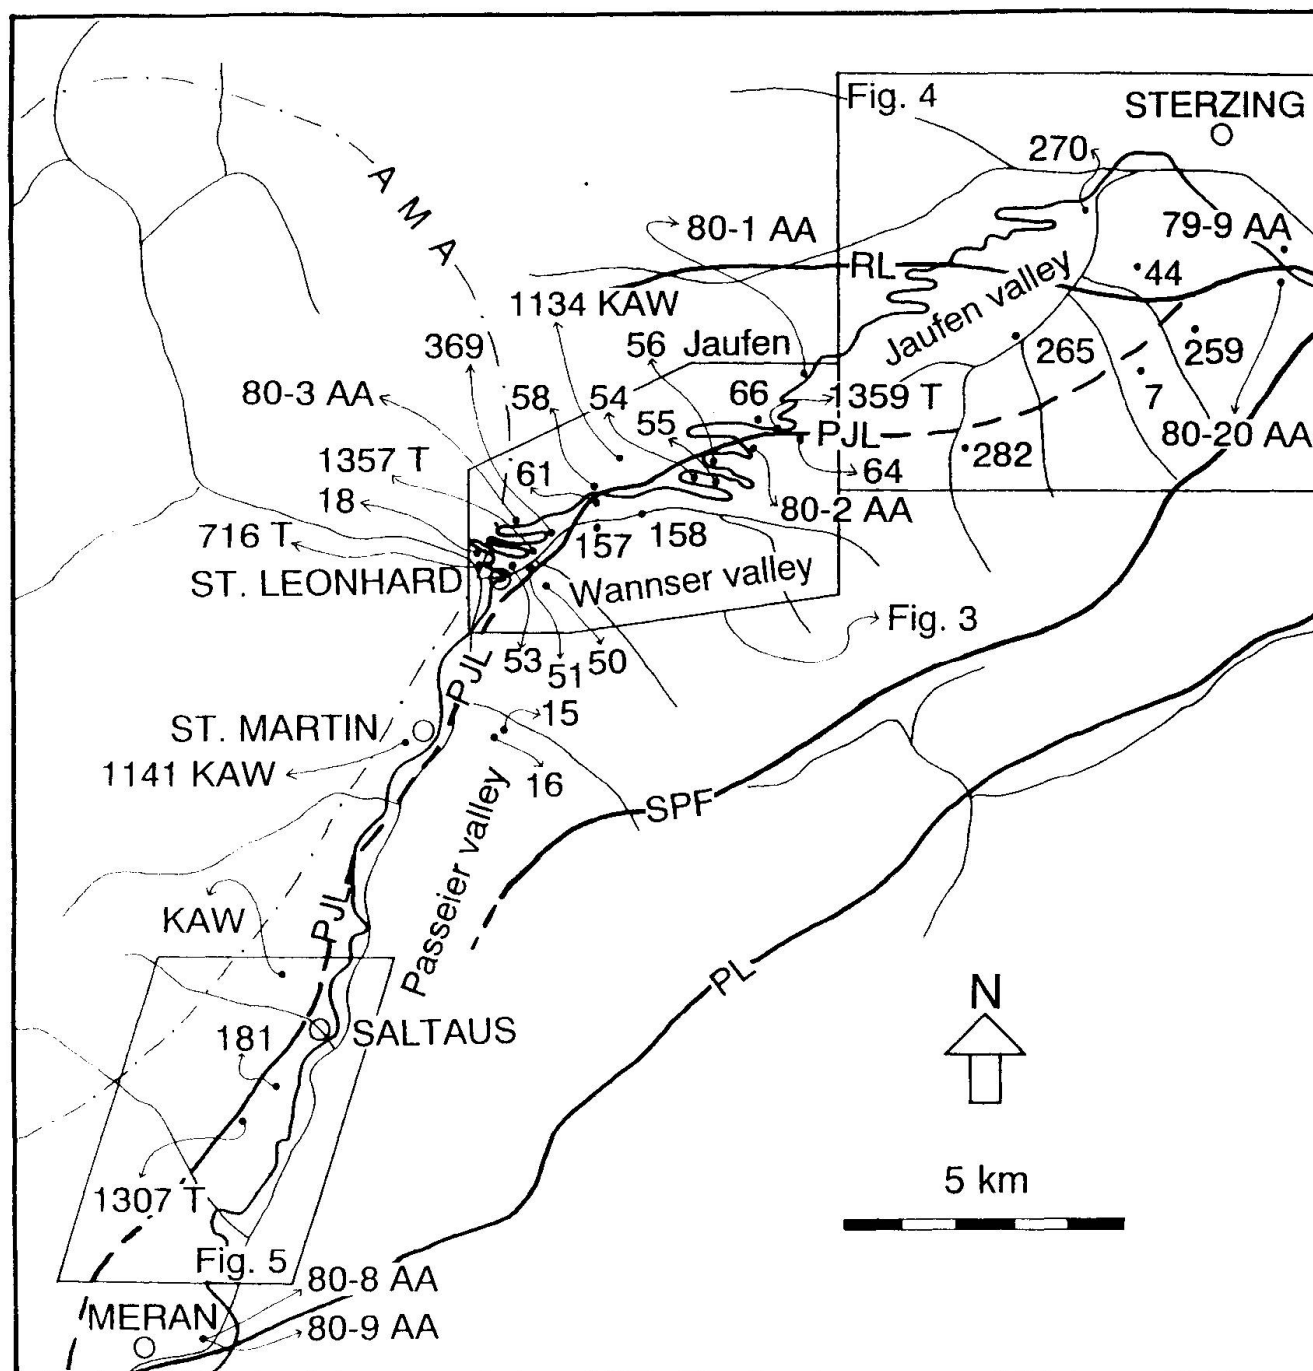 Fig. 4
STERZING
270
AMA
80-1 AA
79-9 AA
RL
44
1134 KAW
Jaufen valley
369
56
Jaufen
265
259
80-3 AA
58
54
66
1359 T
7
55
PJL
80-20 AA
1357 T
61
282
64
18
80-2 AA
716 T
157
158
ST. LEONHARD
Wannser valley
Fig. 3
53
51
50
PJL
15
ST. MARTIN
1141 KAW
16
SPF
Passeier valley
KAW
PJL
PL
N
181
SALTAUS
5 km
1307 T
Fig. 5
80-8 AA
MERAN
80-9 AA